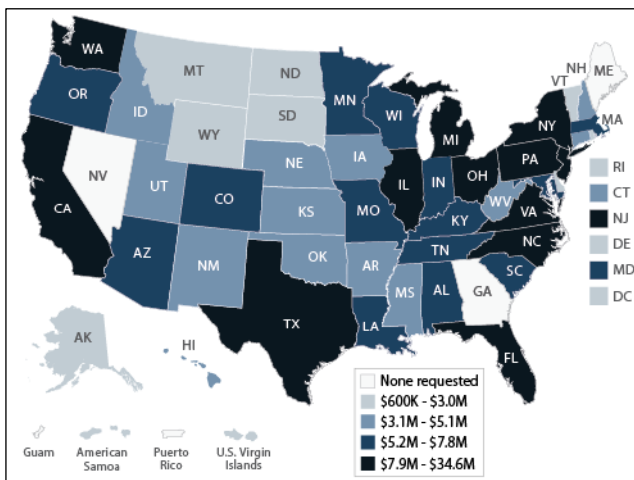 WA
MT
ND
MN
OR
ID
SD
WY
WI
MI
NY
VT
NH
ME
MA
RI
CT
NJ
DE
MD
DC
NV
UT
CO
NE
IA
IL
IN
OH
PA
WV
VA
CA
KS
MO
KY
NC
TN
SC
AZ
NM
OK
AR
MS
AL
GA
TX
LA
FL
AK
HI
Guam
American
Samoa
Puerto
Rico
U.S. Virgin
Islands
None requested
$600K - $3.0M
$3.1M - $5.1M
$5.2M - $7.8M
$7.9M - $34.6M